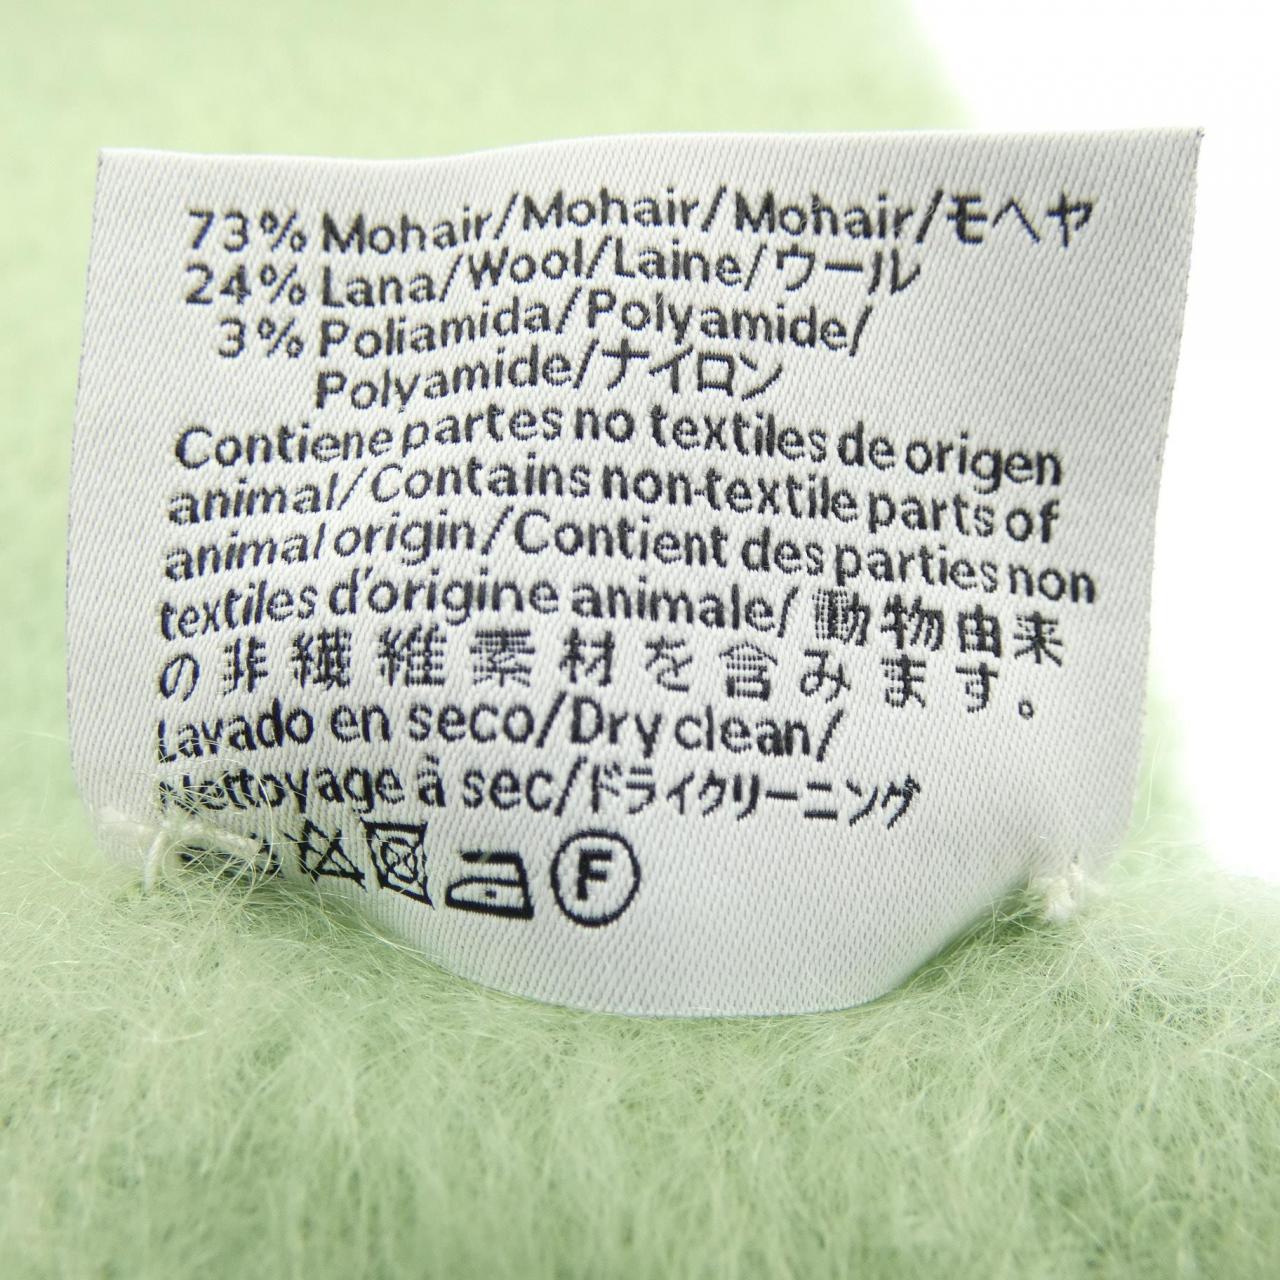 73% Mohair/Mohair/Mohair/モヘヤ
24% Lana/Wool/Laine/ウール
3% Poliamida/Polyamide/
Polyamide/ナイロン
Contiene partes no textiles de origen
animal/Contains non-textile parts of
animal origin/Contient des parties non
textiles d'origine animale/動物由来
の非繊維素材を含みます。
Lavado en seco/Dry clean/
Nettoyage à sec/ドライクリーニング
F